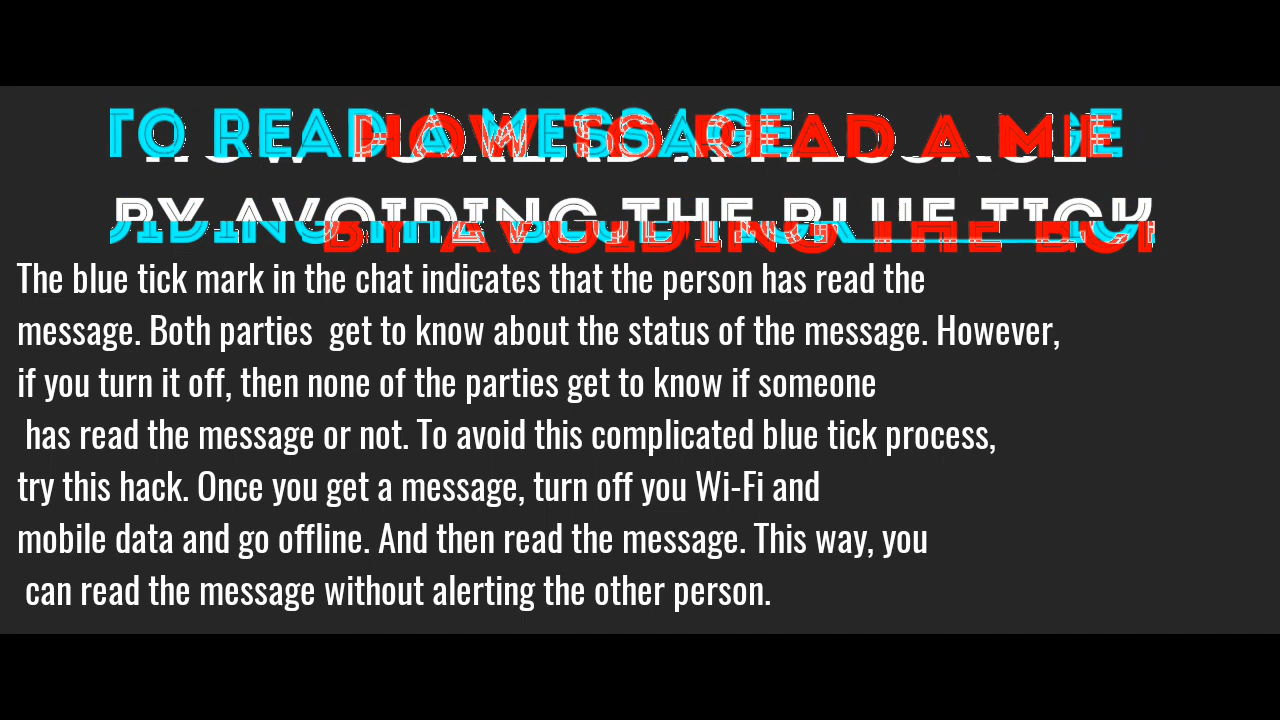 HOW TO READ A MESSAGE
BY AVOIDING THE BLUE TICK
The blue tick mark in the chat indicates that the person has read the
message. Both parties  get to know about the status of the message. However,
if you turn it off, then none of the parties get to know if someone
has read the message or not. To avoid this complicated blue tick process,
try this hack. Once you get a message, turn off you Wi-Fi and
mobile data and go offline. And then read the message. This way, you
can read the message without alerting the other person.